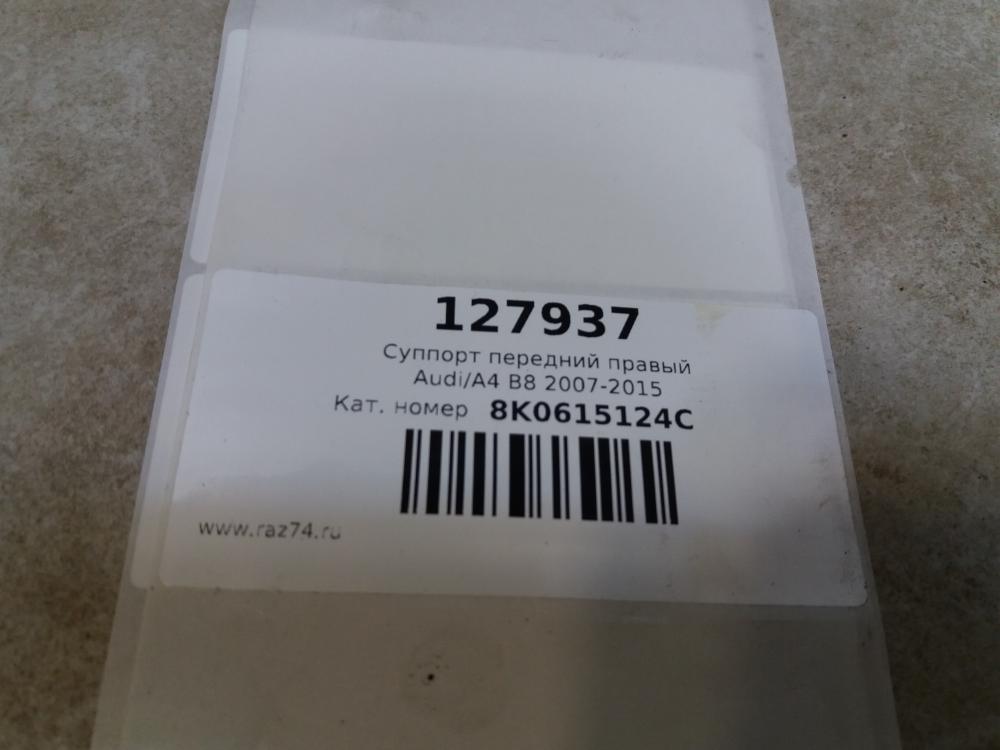 127937
Суппорт передний правый
Audi/A4 B8 2007-2015
Кат. номер 8K0615124C
www.raz74.ru